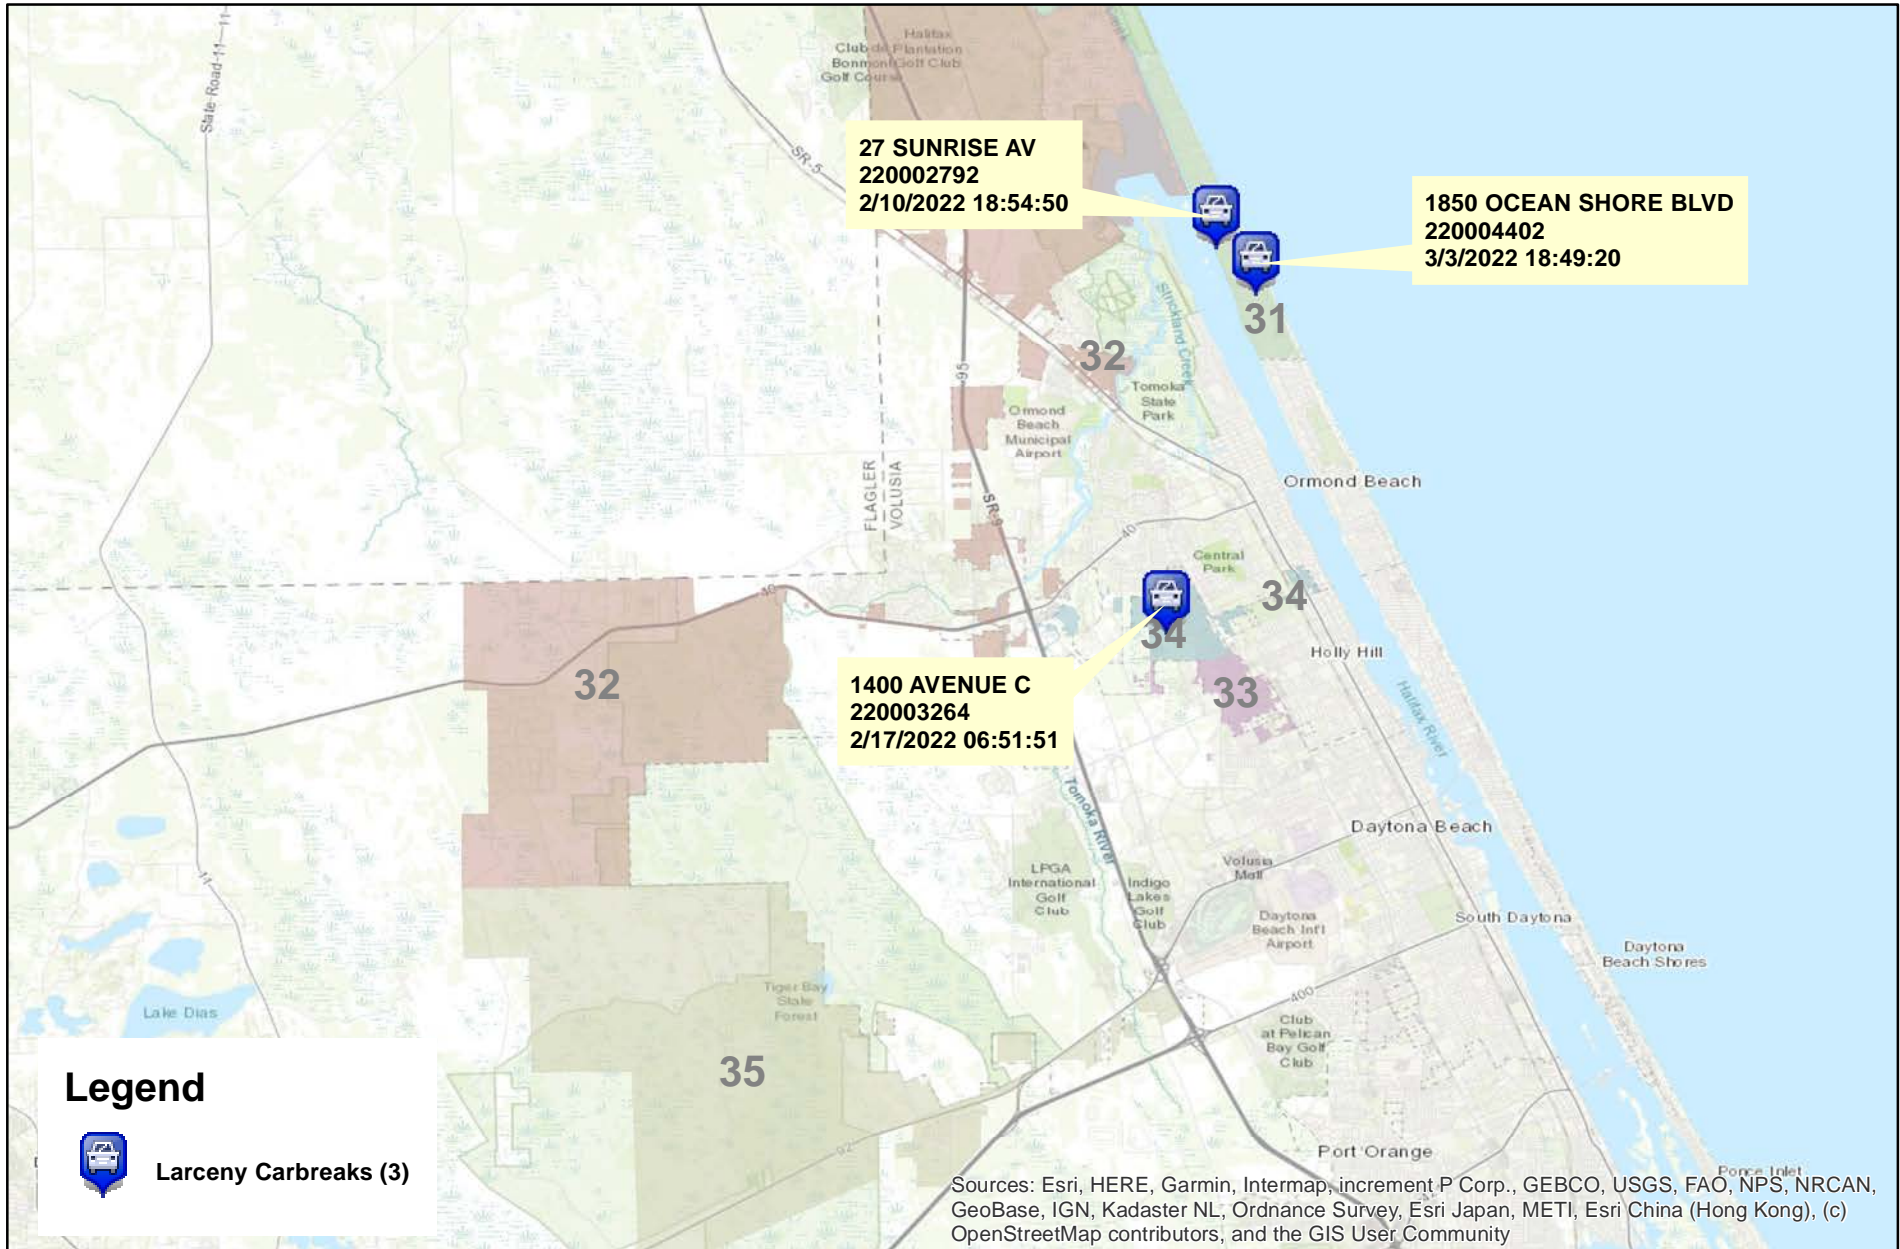 State-Road-11
11
Halifax
Club de Plantation
Bonmont Golf Club
Golf Course
SR-5
27 SUNRISE AV
220002792
2/10/2022 18:54:50
1850 OCEAN SHORE BLVD
220004402
3/3/2022 18:49:20
31
32
Strickland Creek
95
Tomoka
State
Park
Ormond
Beach
Municipal
Airport
FLAGLER
VOLUSIA
SR-9
Ormond Beach
40
Central
Park
34
40
34
Holly Hill
32
33
1400 AVENUE C
220003264
2/17/2022 06:51:51
Halifax River
Tomoka River
Daytona Beach
11
LPGA
International
Golf
Club
Indigo
Lakes
Golf
Club
Volusia
Mall
Daytona
Beach Int'l
Airport
South Daytona
Daytona
Beach Shores
Tiger Bay
State
Forest
Lake Dias
400
Club
at Pelican
Bay Golf
Club
35
92
Port Orange
Ponce Inlet
Legend
Larceny Carbreaks (3)
Sources: Esri, HERE, Garmin, Intermap, increment P Corp., GEBCO, USGS, FAO, NPS, NRCAN,
GeoBase, IGN, Kadaster NL, Ordnance Survey, Esri Japan, METI, Esri China (Hong Kong), (c)
OpenStreetMap contributors, and the GIS User Community